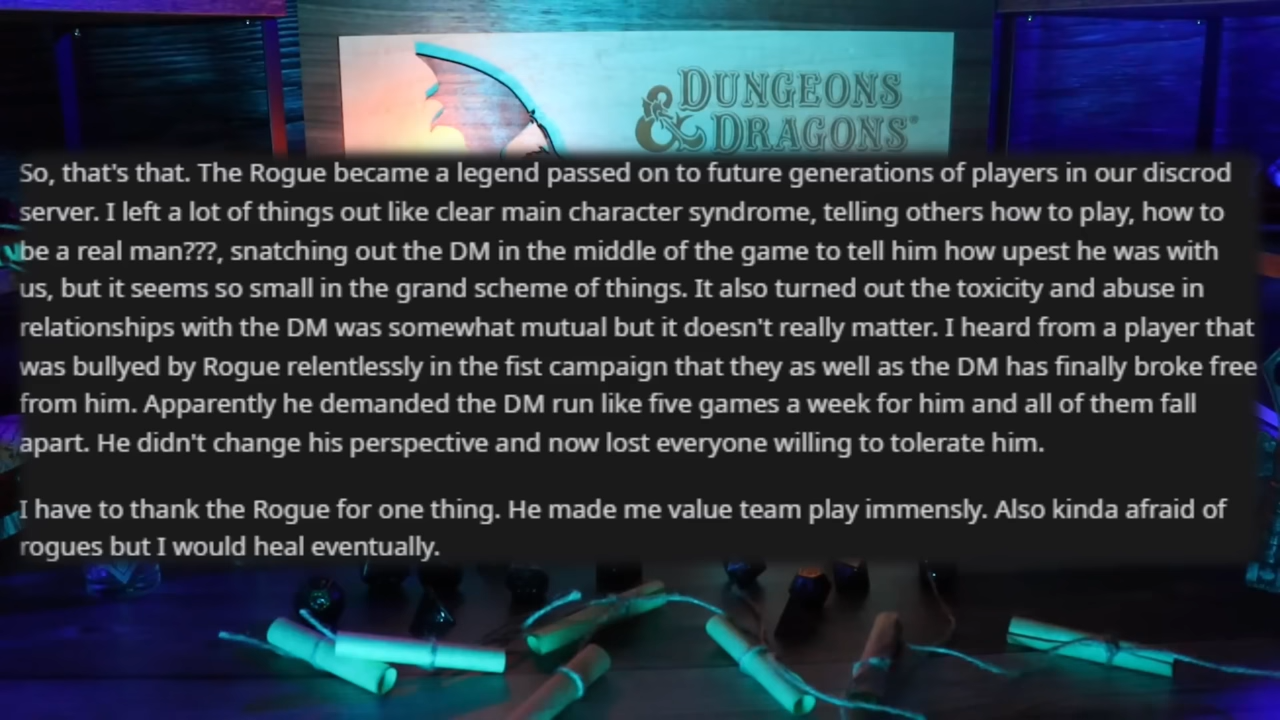 DUNGEONS
& DRAGONS®
So, that's that. The Rogue became a legend passed on to future generations of players in our discrod
server. I left a lot of things out like clear main character syndrome, telling others how to play, how to
be a real man???, snatching out the DM in the middle of the game to tell him how upest he was with
us, but it seems so small in the grand scheme of things. It also turned out the toxicity and abuse in
relationships with the DM was somewhat mutual but it doesn't really matter. I heard from a player that
was bullyed by Rogue relentlessly in the fist campaign that they as well as the DM has finally broke free
from him. Apparently he demanded the DM run like five games a week for him and all of them fall
apart. He didn't change his perspective and now lost everyone willing to tolerate him.
I have to thank the Rogue for one thing. He made me value team play immensly. Also kinda afraid of
rogues but I would heal eventually.